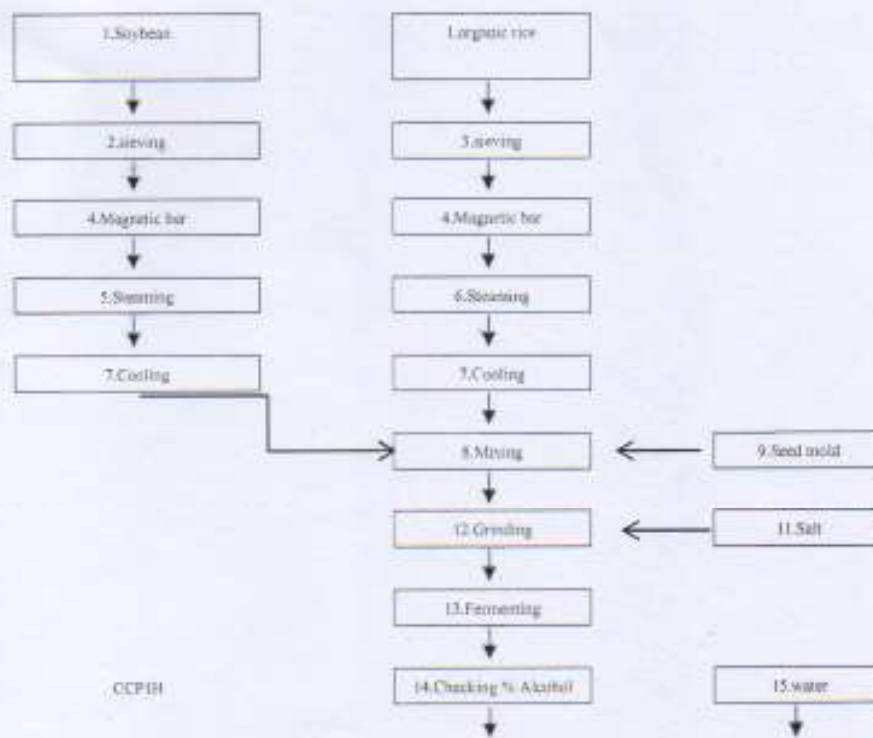 1.Soybean
1.organic rice
2.sieving
3.sieving
4.Magnetic bar
4.Magnetic bar
5.Steaming
6.Steaming
7.Cooling
7.Cooling
8.Mixing
9.Seed mold
12.Grinding
11.Salt
13.Fermenting
CCP1H
14.Checking % Alcohol
15.water